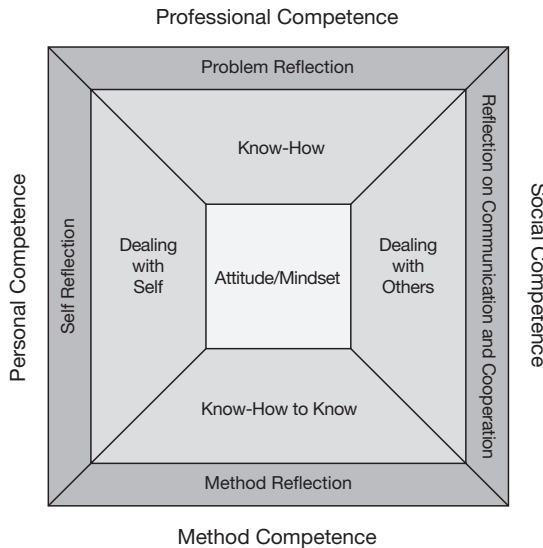 Professional Competence
Problem Reflection
Know-How
Personal Competence
Self Reflection
Dealing
with
Self
Attitude/Mindset
Dealing
with
Others
Reflection on Communication and Cooperation
Social Competence
Know-How to Know
Method Reflection
Method Competence